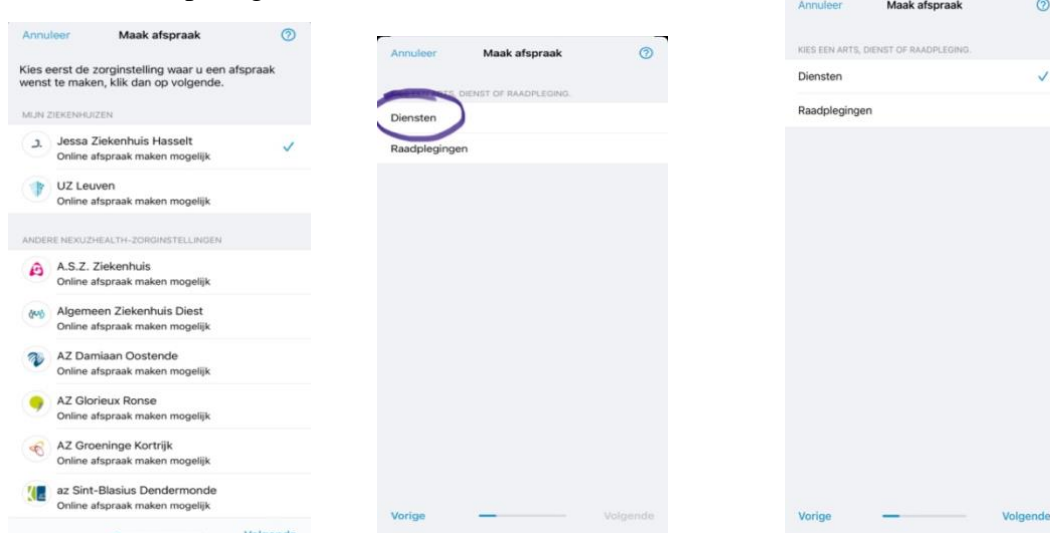 Annuleer Maak afspraak
Kies eerst de zorginstelling waar u een afspraak
wenst te maken, klik dan op volgende.
MIJN ZIEKENHUIZEN
Jessa Ziekenhuis Hasselt
Online afspraak maken mogelijk
UZ Leuven
Online afspraak maken mogelijk
ANDERE NEXUZHEALTH-ZORGINSTELLINGEN
A.S.Z. Ziekenhuis
Online afspraak maken mogelijk
Algemeen Ziekenhuis Diest
Online afspraak maken mogelijk
AZ Damiaan Oostende
Online afspraak maken mogelijk
AZ Glorieux Ronse
Online afspraak maken mogelijk
AZ Groeninge Kortrijk
Online afspraak maken mogelijk
az Sint-Blasius Dendermonde
Online afspraak maken mogelijk
Annuleer Maak afspraak
DIENST OF RAADPLEGING.
Diensten
Raadplegingen
Vorige Volgende
Annuleer Maak afspraak
KIES EEN ARTS, DIENST OF RAADPLEGING.
Diensten
Raadplegingen
Vorige Volgende